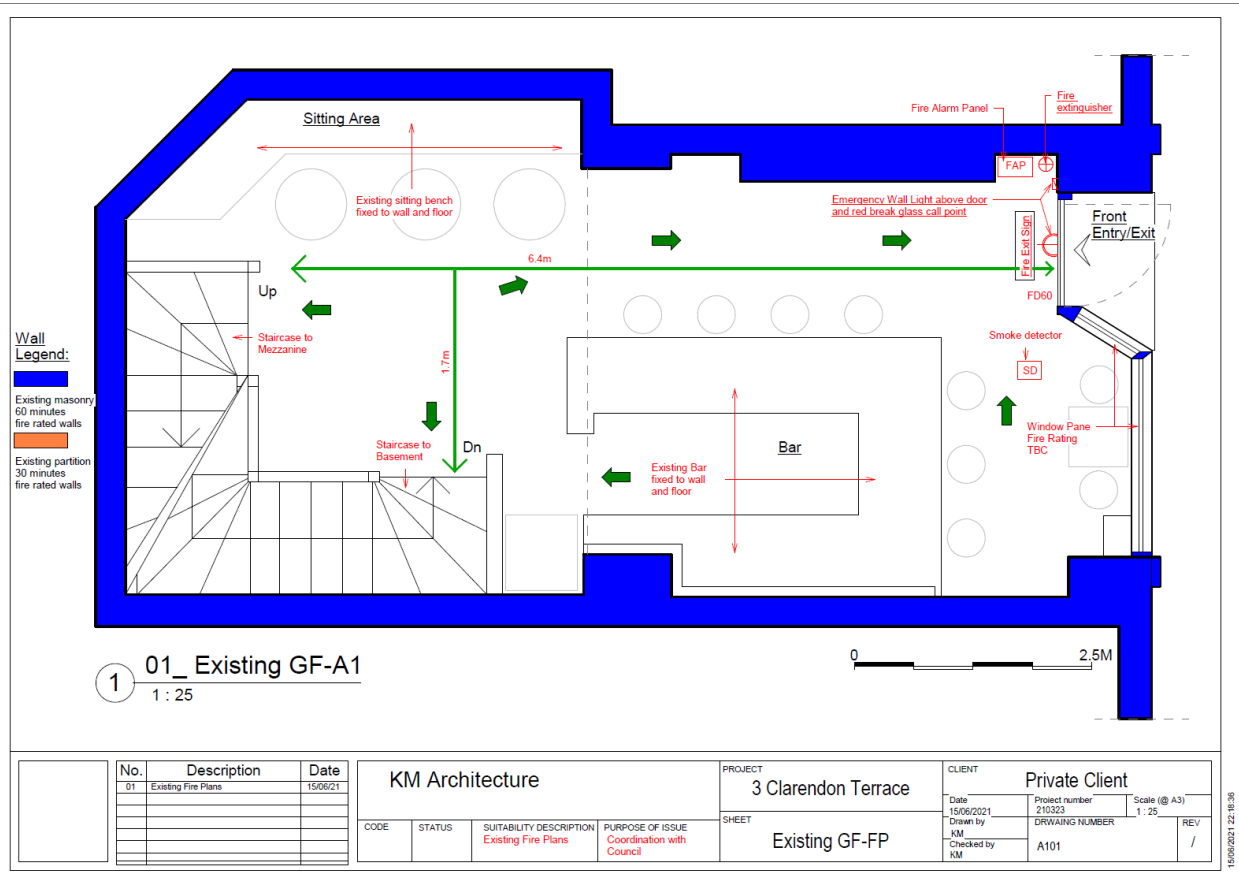 Sitting Area
Existing sitting bench
fixed to wall and floor
Fire Alarm Panel
Fire
extinguisher
FAP
Emergency Wall Light above door
and red break glass call point
Fire Exit Sign
Front
Entry/Exit
6.4m
FD60
Up
Staircase to
Mezzanine
1.7m
Smoke detector
SD
Wall
Legend:
Existing masonry
60 minutes
fire rated walls
Existing partition
30 minutes
fire rated walls
Staircase to
Basement
Dn
Existing Bar
fixed to wall
and floor
Bar
Window Pane
Fire Rating
TBC
1
01_ Existing GF-A1
1 : 25
0
2.5M
No.
Description
Date
01
Existing Fire Plans
15/06/21
KM Architecture
CODE
STATUS
SUITABILITY DESCRIPTION
Existing Fire Plans
PURPOSE OF ISSUE
Coordination with
Council
PROJECT
3 Clarendon Terrace
SHEET
Existing GF-FP
CLIENT
Private Client
Date
15/06/2021
Project number
210323
Scale (@ A3)
1 : 25
Drawn by
KM
Checked by
KM
DRWAING NUMBER
A101
REV
/
15/06/2021 22:18:36